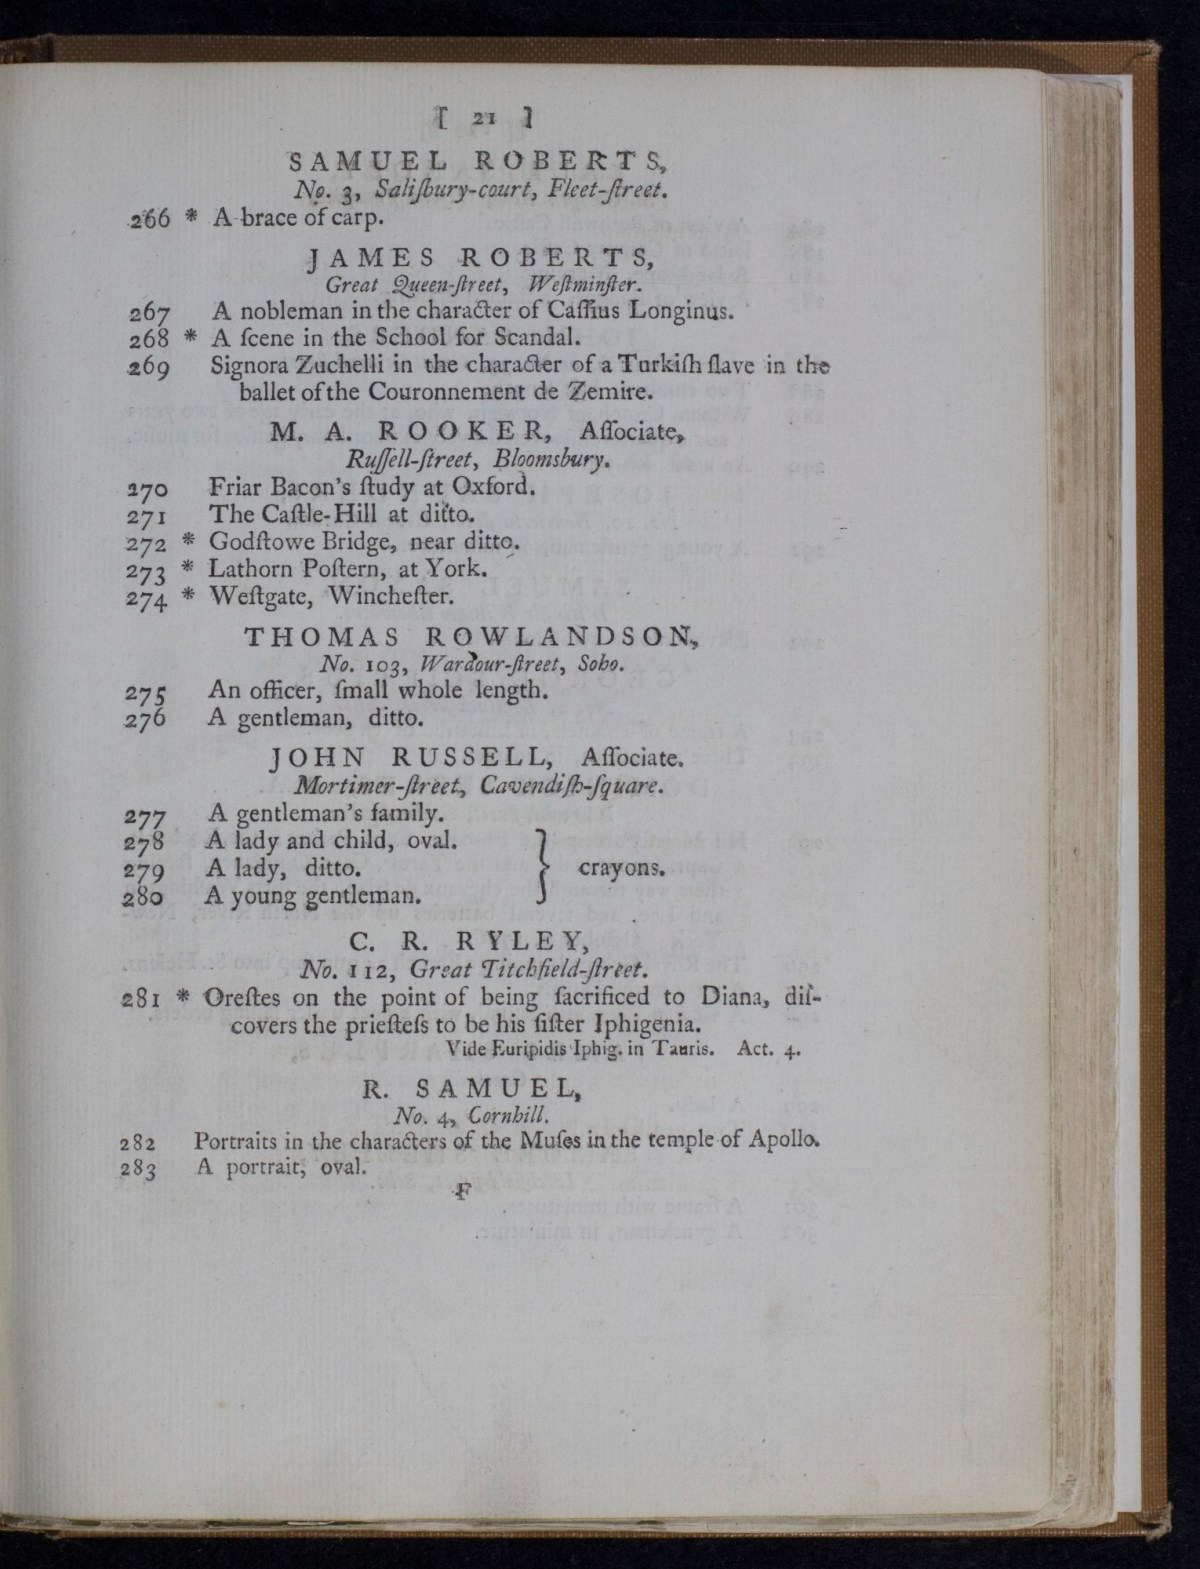 [ 21 ]
SAMUEL ROBERTS,
No. 3, Saliſbury-court, Fleet-ſtreet.
266 * A brace of carp.
JAMES ROBERTS,
Great Queen-ſtreet, Weſtminſter.
267 A nobleman in the character of Caſſius Longinus.
268 * A ſcene in the School for Scandal.
269 Signora Zuchelli in the character of a Turkiſh ſlave in the
ballet of the Couronnement de Zemire.
M. A. ROOKER, Aſſociate,
Ruſſell-ſtreet, Bloomsbury.
270 Friar Bacon's ſtudy at Oxford.
271 The Caſtle-Hill at ditto.
272 * Godſtowe Bridge, near ditto.
273 * Lathorn Poſtern, at York.
274 * Weſtgate, Wincheſter.
THOMAS ROWLANDSON,
No. 103, Wardour-ſtreet, Soho.
275 An officer, ſmall whole length.
276 A gentleman, ditto.
JOHN RUSSELL, Aſſociate.
Mortimer-ſtreet, Cavendiſh-ſquare.
277 A gentleman's family.
278 A lady and child, oval.
279 A lady, ditto. } crayons.
280 A young gentleman.
C. R. RYLEY,
No. 112, Great Titchfield-ſtreet.
281 * Oreſtes on the point of being ſacrificed to Diana, diſ-
covers the prieſteſs to be his ſiſter Iphigenia.
Vide Euripidis Iphig. in Tauris. Act. 4.
R. SAMUEL,
No. 4, Cornhill.
282 Portraits in the characters of the Muſes in the temple of Apollo.
283 A portrait, oval.
F